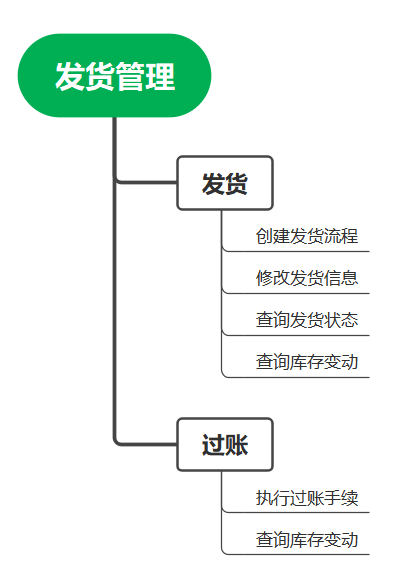 发货管理
发货
创建发货流程
修改发货信息
查询发货状态
查询库存变动
过账
执行过账手续
查询库存变动